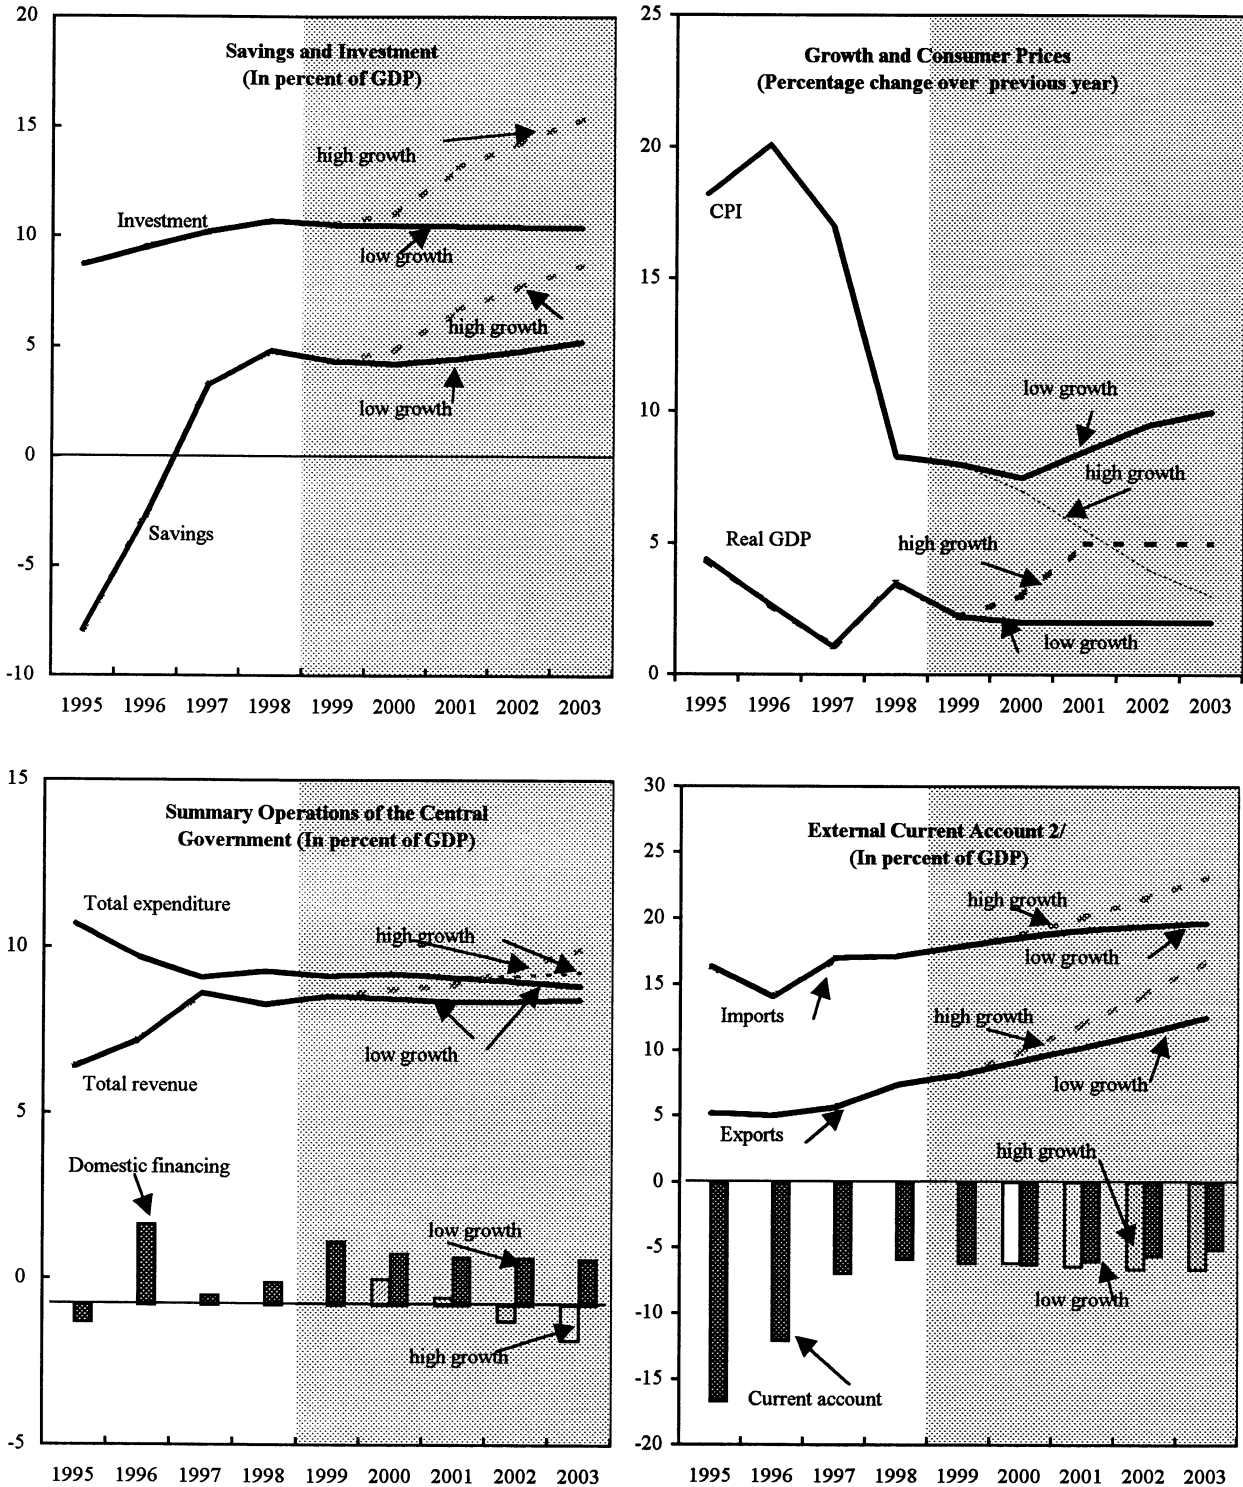 20
15
10
5
0
-5
-10
Savings and Investment
(In percent of GDP)
high growth
Investment
low growth
high growth
low growth
Savings
1995 1996 1997 1998 1999 2000 2001 2002 2003
25
20
15
10
5
0
Growth and Consumer Prices
(Percentage change over previous year)
CPI
low growth
high growth
Real GDP
high growth
low growth
1995 1996 1997 1998 1999 2000 2001 2002 2003
15
10
5
0
-5
Summary Operations of the Central
Government (In percent of GDP)
Total expenditure
high growth
low growth
Total revenue
Domestic financing
low growth
high growth
1995 1996 1997 1998 1999 2000 2001 2002 2003
30
25
20
15
10
5
0
-5
-10
-15
-20
External Current Account 2/
(In percent of GDP)
high growth
low growth
Imports
high growth
low growth
Exports
high growth
low growth
Current account
1995 1996 1997 1998 1999 2000 2001 2002 2003